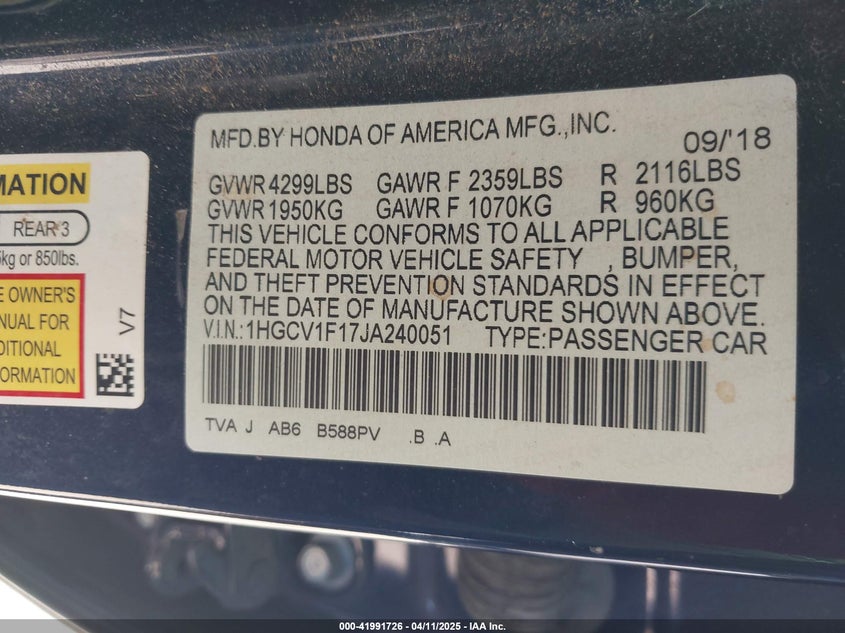 MFD.BY HONDA OF AMERICA MFG.,INC. 09/'18
GVWR 4299LBS GAWR F 2359LBS R 2116LBS
GVWR 1950KG GAWR F 1070KG R 960KG
THIS VEHICLE CONFORMS TO ALL APPLICABLE
FEDERAL MOTOR VEHICLE SAFETY , BUMPER,
AND THEFT PREVENTION STANDARDS IN EFFECT
ON THE DATE OF MANUFACTURE SHOWN ABOVE.
V.I.N.:1HGCV1F17JA240051 TYPE:PASSENGER CAR
TVA J AB6 B588PV .B .A
MATION
REAR 3
kg or 850lbs.
E OWNER'S
NUAL FOR
DITIONAL
FORMATION
V7
000-41991726 - 04/11/2025 - IAA Inc.